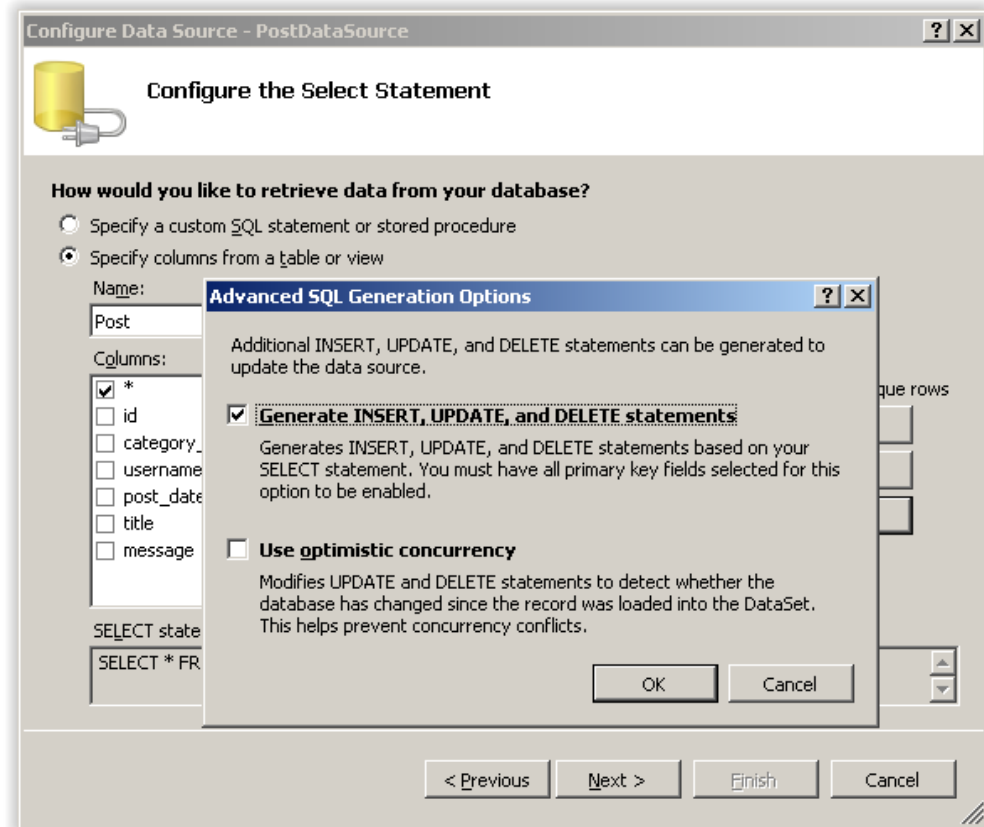 Configure Data Source - PostDataSource
Configure the Select Statement
How would you like to retrieve data from your database?
Specify a custom SQL statement or stored procedure
Specify columns from a table or view
Name:
Post
Columns:
*
id
category_
username
post_date
title
message
rows
SELECT state
SELECT * FR
Advanced SQL Generation Options
Additional INSERT, UPDATE, and DELETE statements can be generated to
update the data source.
Generate INSERT, UPDATE, and DELETE statements
Generates INSERT, UPDATE, and DELETE statements based on your
SELECT statement. You must have all primary key fields selected for this
option to be enabled.
Use optimistic concurrency
Modifies UPDATE and DELETE statements to detect whether the
database has changed since the record was loaded into the DataSet.
This helps prevent concurrency conflicts.
OK
Cancel
< Previous
Next >
Finish
Cancel